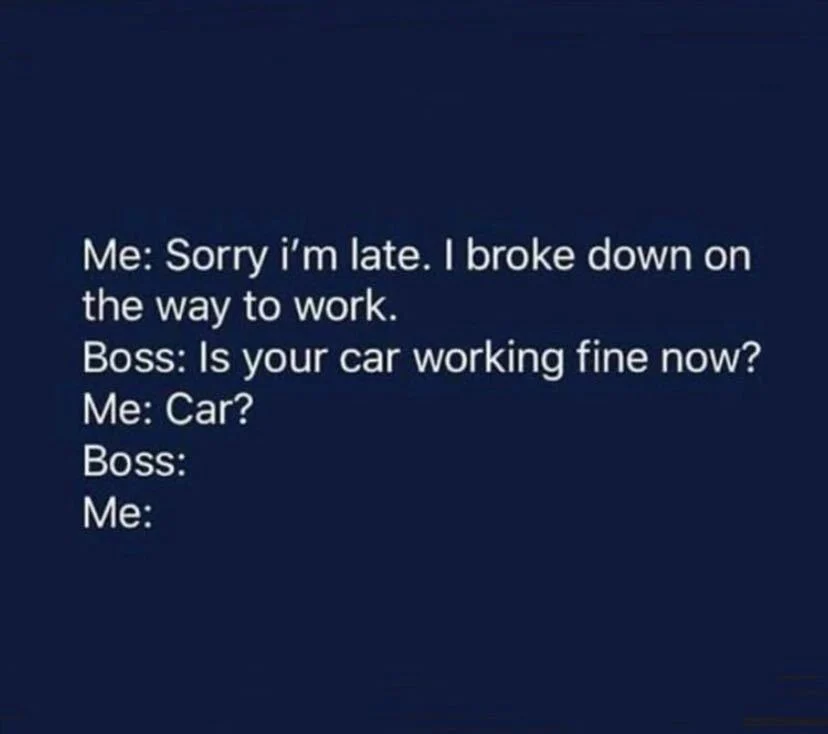 Me: Sorry i'm late. I broke down on
the way to work.
Boss: Is your car working fine now?
Me: Car?
Boss:
Me: